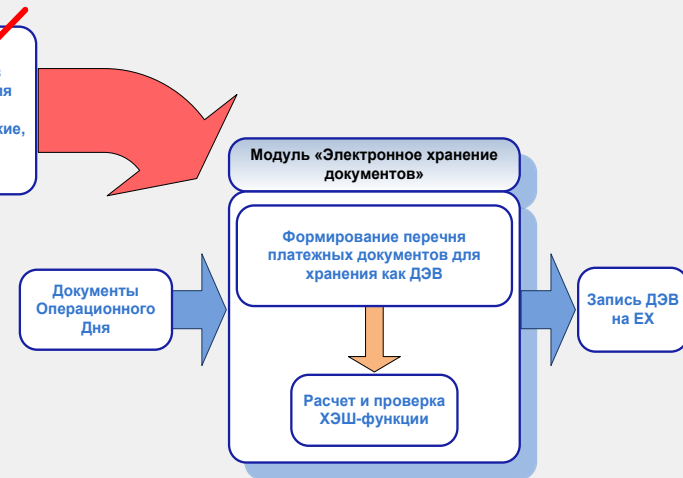 Модуль «Электронное хранение
документов»
Формирование перечня
платежных документов для
хранения как ДЭВ
Документы
Операционного
Дня
Запись ДЭВ
на ЕХ
Расчет и проверка
ХЭШ-функции